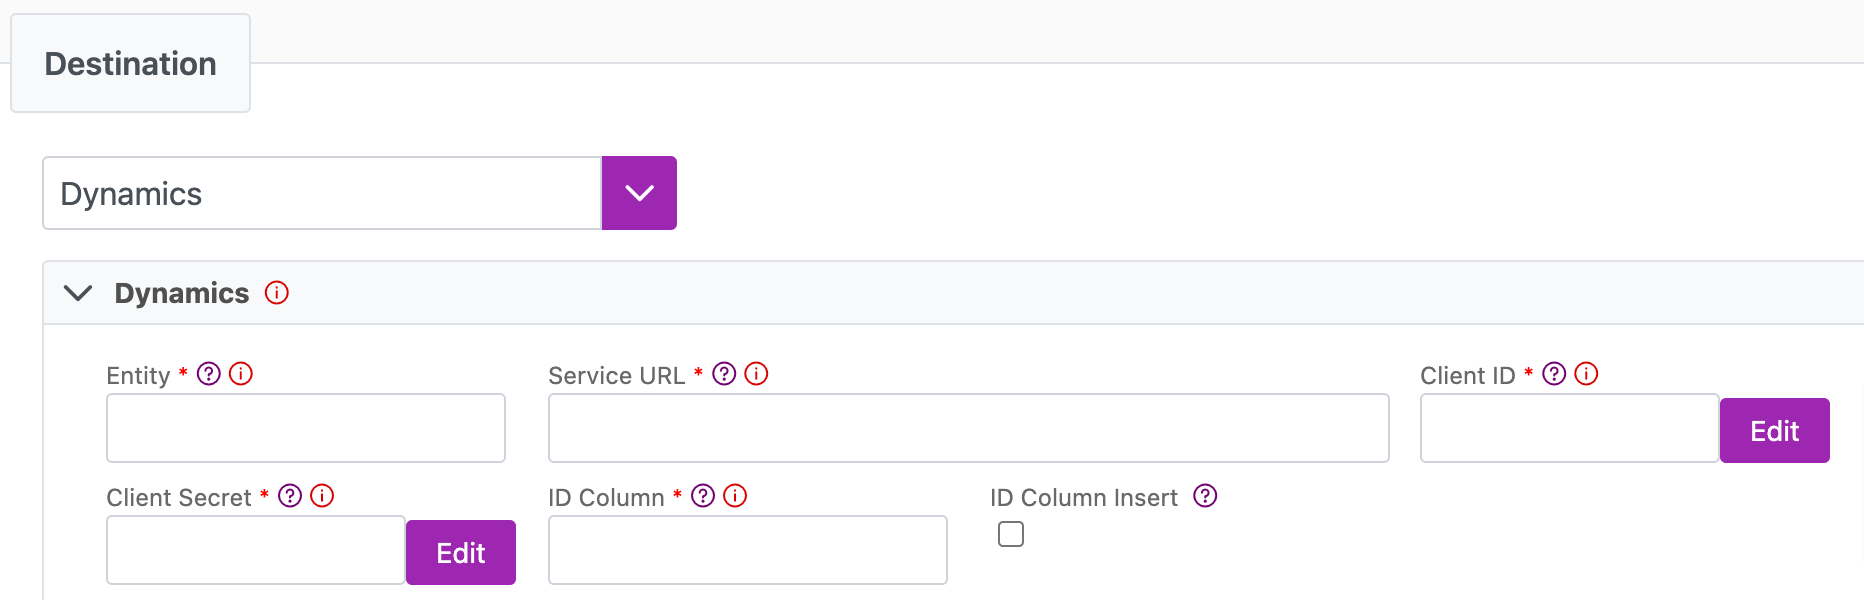 Destination
Dynamics
Dynamics
Entity * Service URL * Client ID *
Edit
Client Secret * ID Column * ID Column Insert
Edit